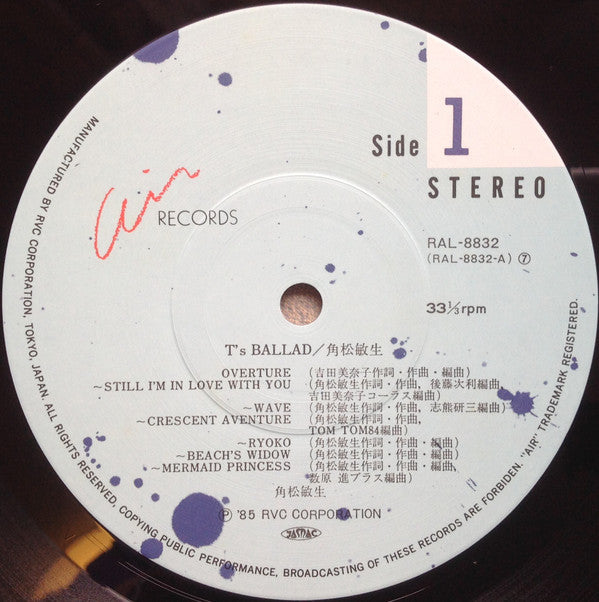 Side 1
STEREO
Air
RECORDS
RAL-8832
(RAL-8832-A) ⑦
33⅓rpm
T's BALLAD／角松敏生
OVERTURE (吉田美奈子作詞・作曲・編曲)
~STILL I'M IN LOVE WITH YOU (角松敏生作詞・作曲, 後藤次利編曲,
吉田美奈子コーラス編曲)
~WAVE (角松敏生作詞・作曲, 志熊研三編曲)
~CRESCENT AVENTURE (角松敏生作詞・作曲,
TOM TOM84編曲)
~RYOKO (角松敏生作詞・作曲・編曲)
~BEACH'S WIDOW (角松敏生作詞・作曲・編曲)
~MERMAID PRINCESS (角松敏生作詞・作曲・編曲,
数原 進ブラス編曲)
角松敏生
Ⓟ '85 RVC CORPORATION
JASRAC
MANUFACTURED BY RVC CORPORATION, TOKYO, JAPAN. ALL RIGHTS RESERVED, COPYING PUBLIC PERFORMANCE, BROADCASTING OF THESE RECORDS ARE FORBIDDEN. "AIR" TRADEMARK REGISTERED.